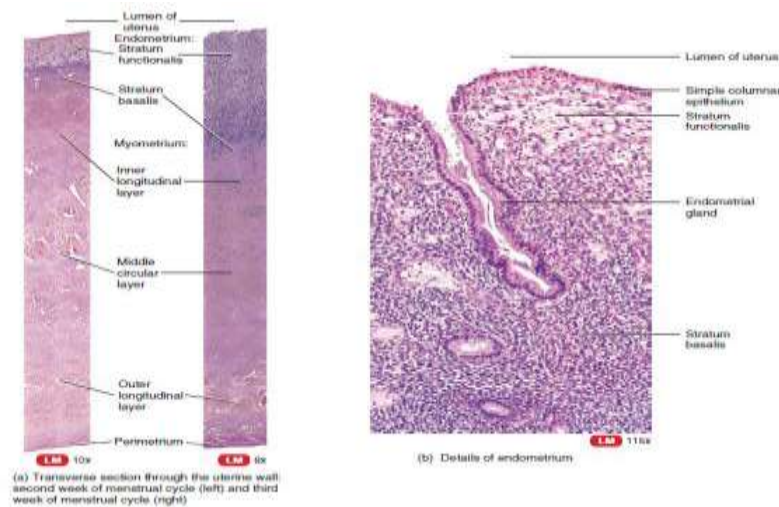 Lumen of
uterus
Endometrium:
Stratum
functionalis
Stratum
basalis
Myometrium:
Inner
longitudinal
layer
Middle
circular
layer
Outer
longitudinal
layer
Perimetrium
LM 10x
LM 9x
(a) Transverse section through the uterine wall:
second week of menstrual cycle (left) and third
week of menstrual cycle (right)
Lumen of uterus
Simple columnar
epithelium
Stratum
functionalis
Endometrial
gland
Stratum
basalis
LM
(b) Details of endometrium